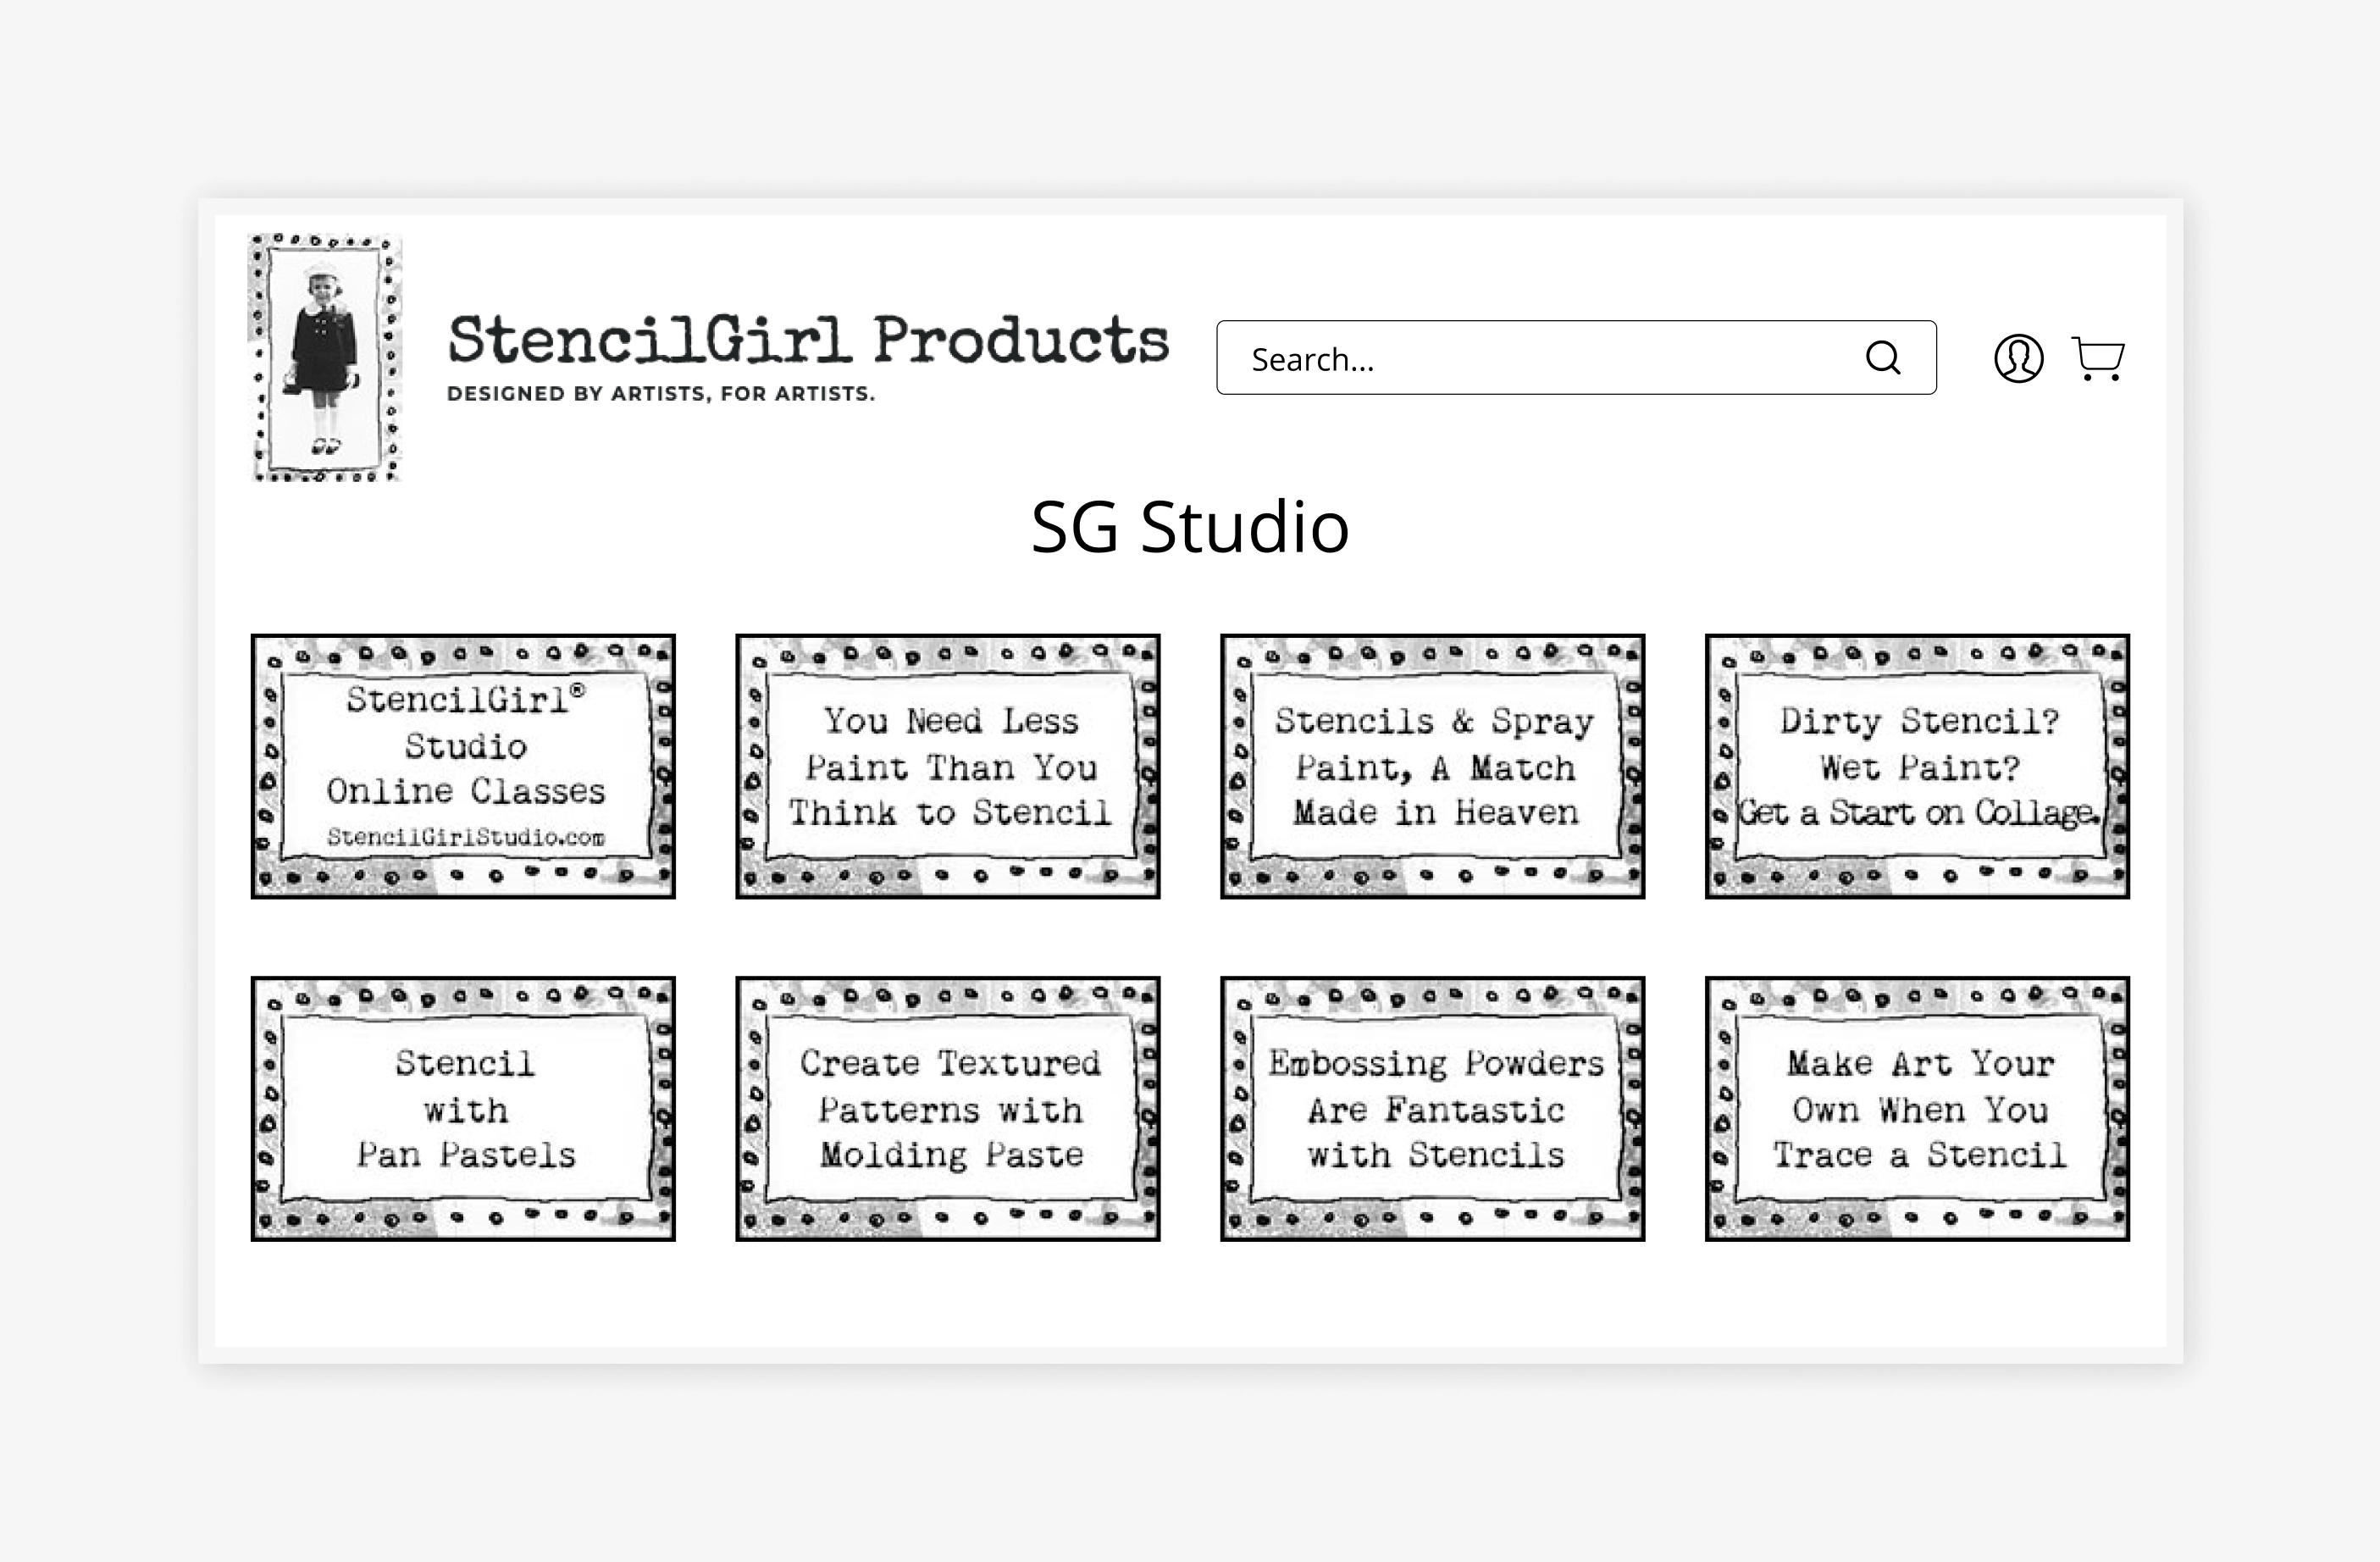 StencilGirl Products
DESIGNED BY ARTISTS, FOR ARTISTS.
Search...
SG Studio
StencilGirl®
Studio
Online Classes
StencilGirlStudio.com
You Need Less
Paint Than You
Think to Stencil
Stencils & Spray
Paint, A Match
Made in Heaven
Dirty Stencil?
Wet Paint?
Get a Start on Collage.
Stencil
with
Pan Pastels
Create Textured
Patterns with
Molding Paste
Embossing Powders
Are Fantastic
with Stencils
Make Art Your
Own When You
Trace a Stencil